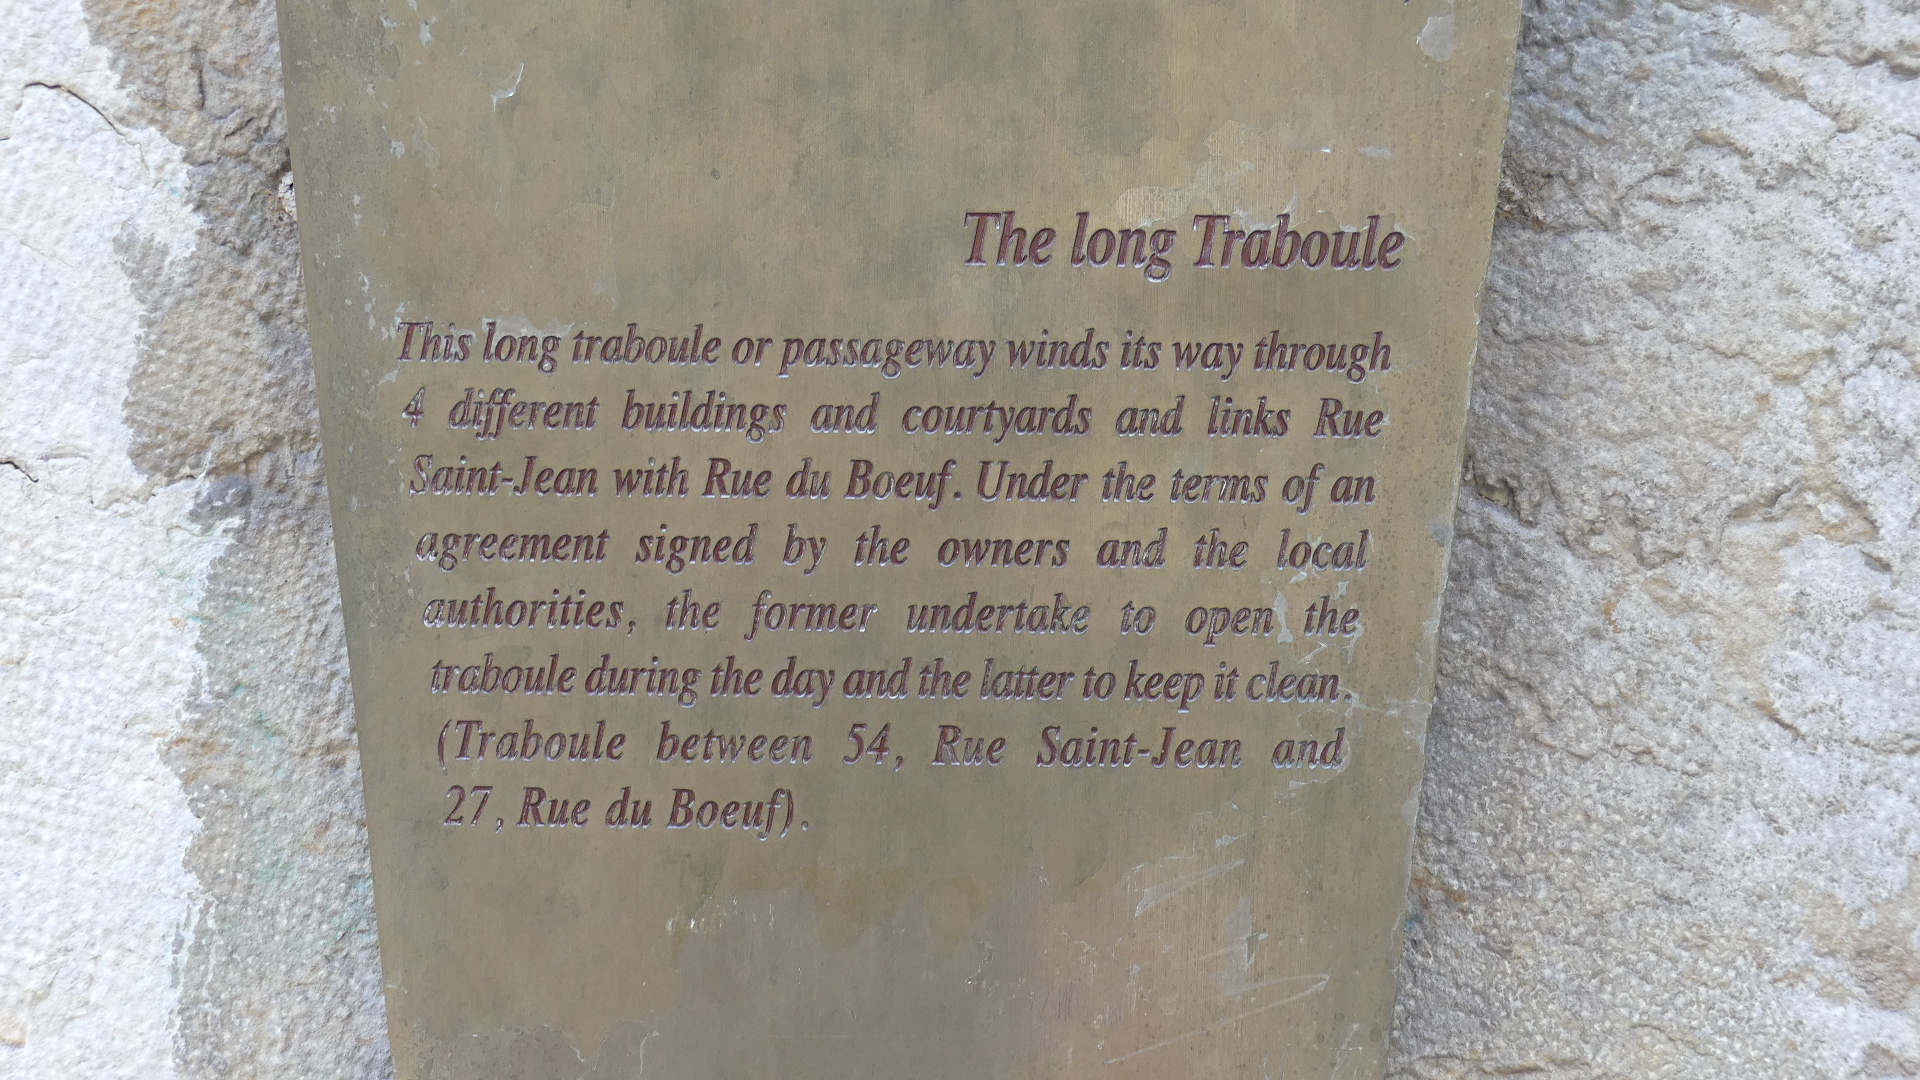 The long Traboule
This long traboule or passageway winds its way through
4 different buildings and courtyards and links Rue
Saint-Jean with Rue du Boeuf. Under the terms of an
agreement signed by the owners and the local
authorities, the former undertake to open the
traboule during the day and the latter to keep it clean.
(Traboule between 54, Rue Saint-Jean and
27, Rue du Boeuf).